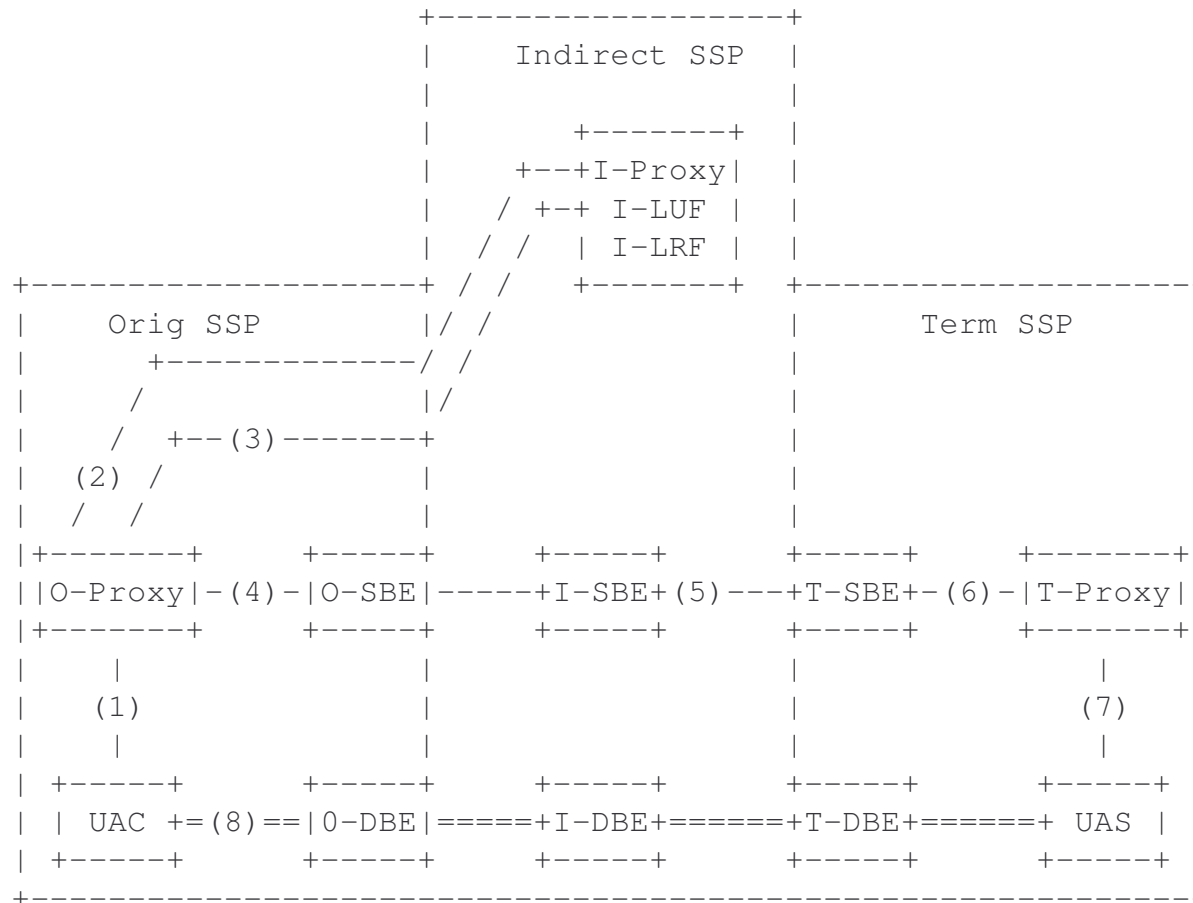 Indirect SSP
I-Proxy
I-LUF
I-LRF
Orig SSP Term SSP
(3)
(2)
O-Proxy (4) O-SBE I-SBE (5) T-SBE (6) T-Proxy
(1) (7)
UAC (8) 0-DBE I-DBE T-DBE UAS